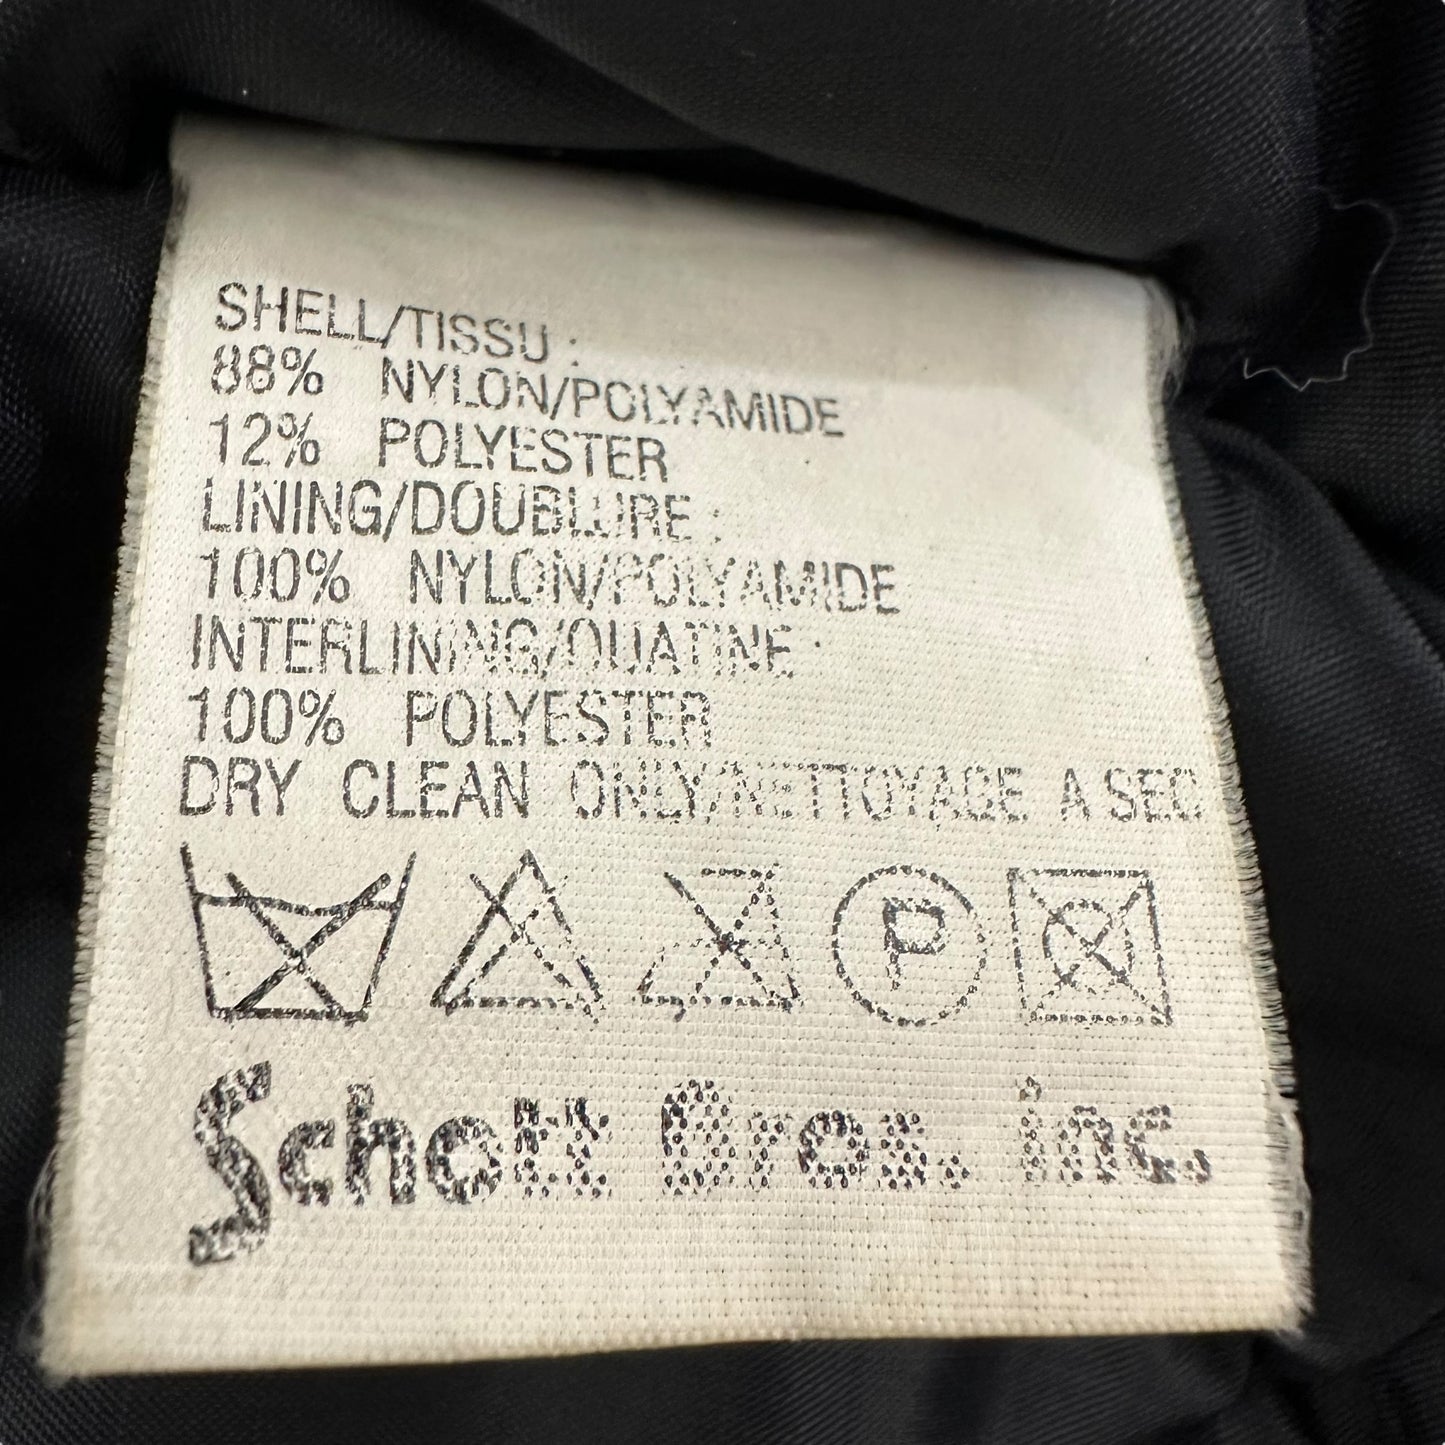 SHELL/TISSU :
88% NYLON/POLYAMIDE
12% POLYESTER
LINING/DOUBLURE :
100% NYLON/POLYAMIDE
INTERLINING/OUATINE :
100% POLYESTER
DRY CLEAN ONLY/NETTOYAGE A SEC
P
Schott Bros. inc.